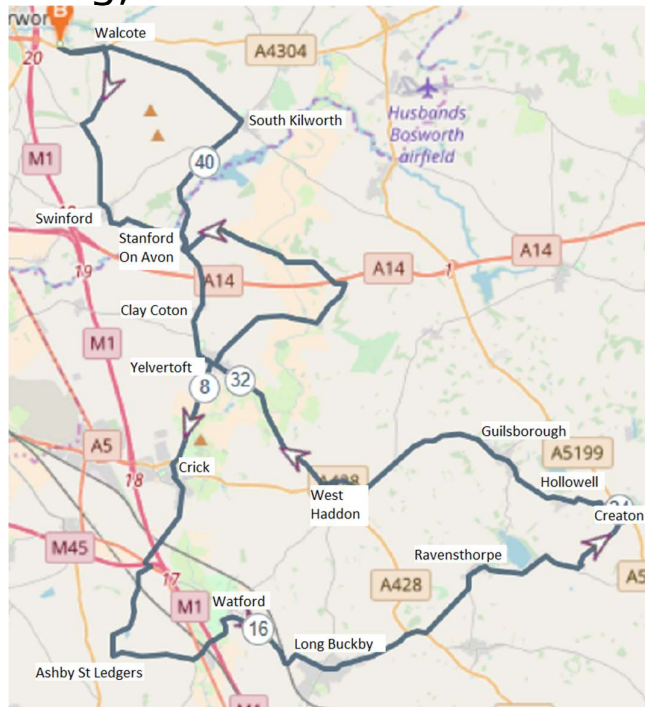 B
Walcote
20
A4304
South Kilworth
Husbands
Bosworth
airfield
40
M1
Swinford
19
Stanford
On Avon
A14
A14
A14
1
Clay Coton
M1
Yelvertoft
8
32
A5
Guilsborough
A5199
Hollowell
Crick
18
West
Haddon
Creaton
M45
Ravensthorpe
17
A428
M1
Watford
16
Long Buckby
Ashby St Ledgers